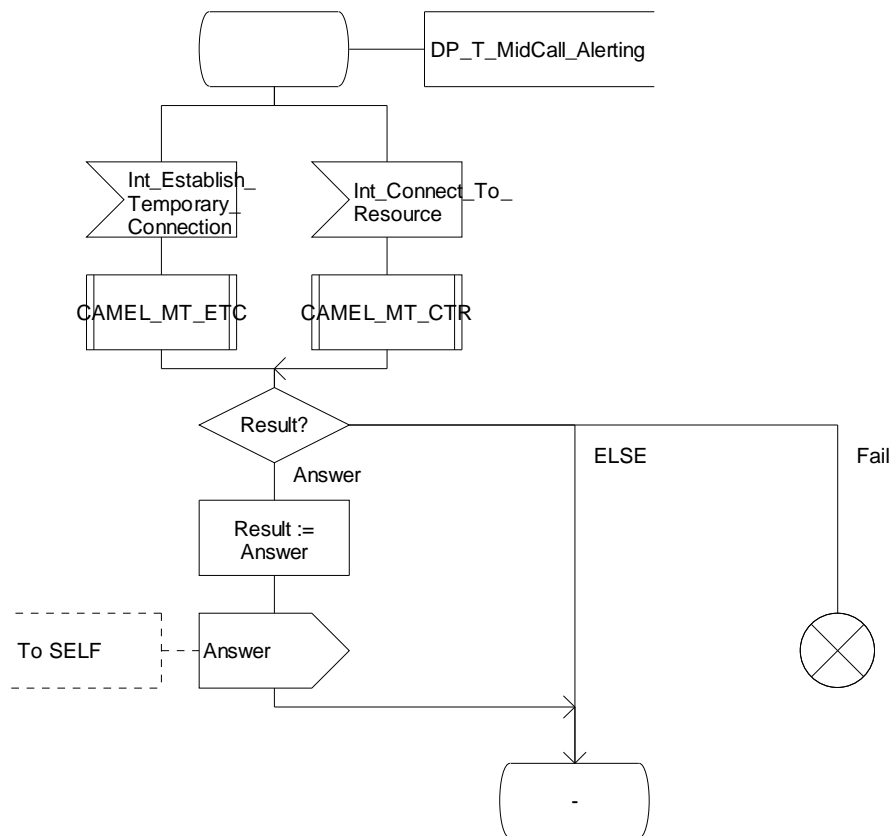 DP_T_MidCall_Alerting
Int_Establish_
Temporary_
Connection
Int_Connect_To_
Resource
CAMEL_MT_ETC
CAMEL_MT_CTR
Result?
ELSE
Fail
Answer
Result :=
Answer
To SELF
Answer
-